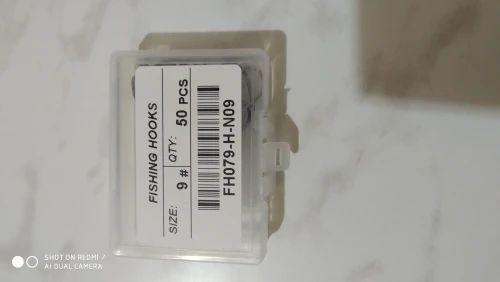 FISHING HOOKS
SIZE: 9 # QTY: 50 PCS
FH079-H-N09
SHOT ON REDMI 7
AI DUAL CAMERA